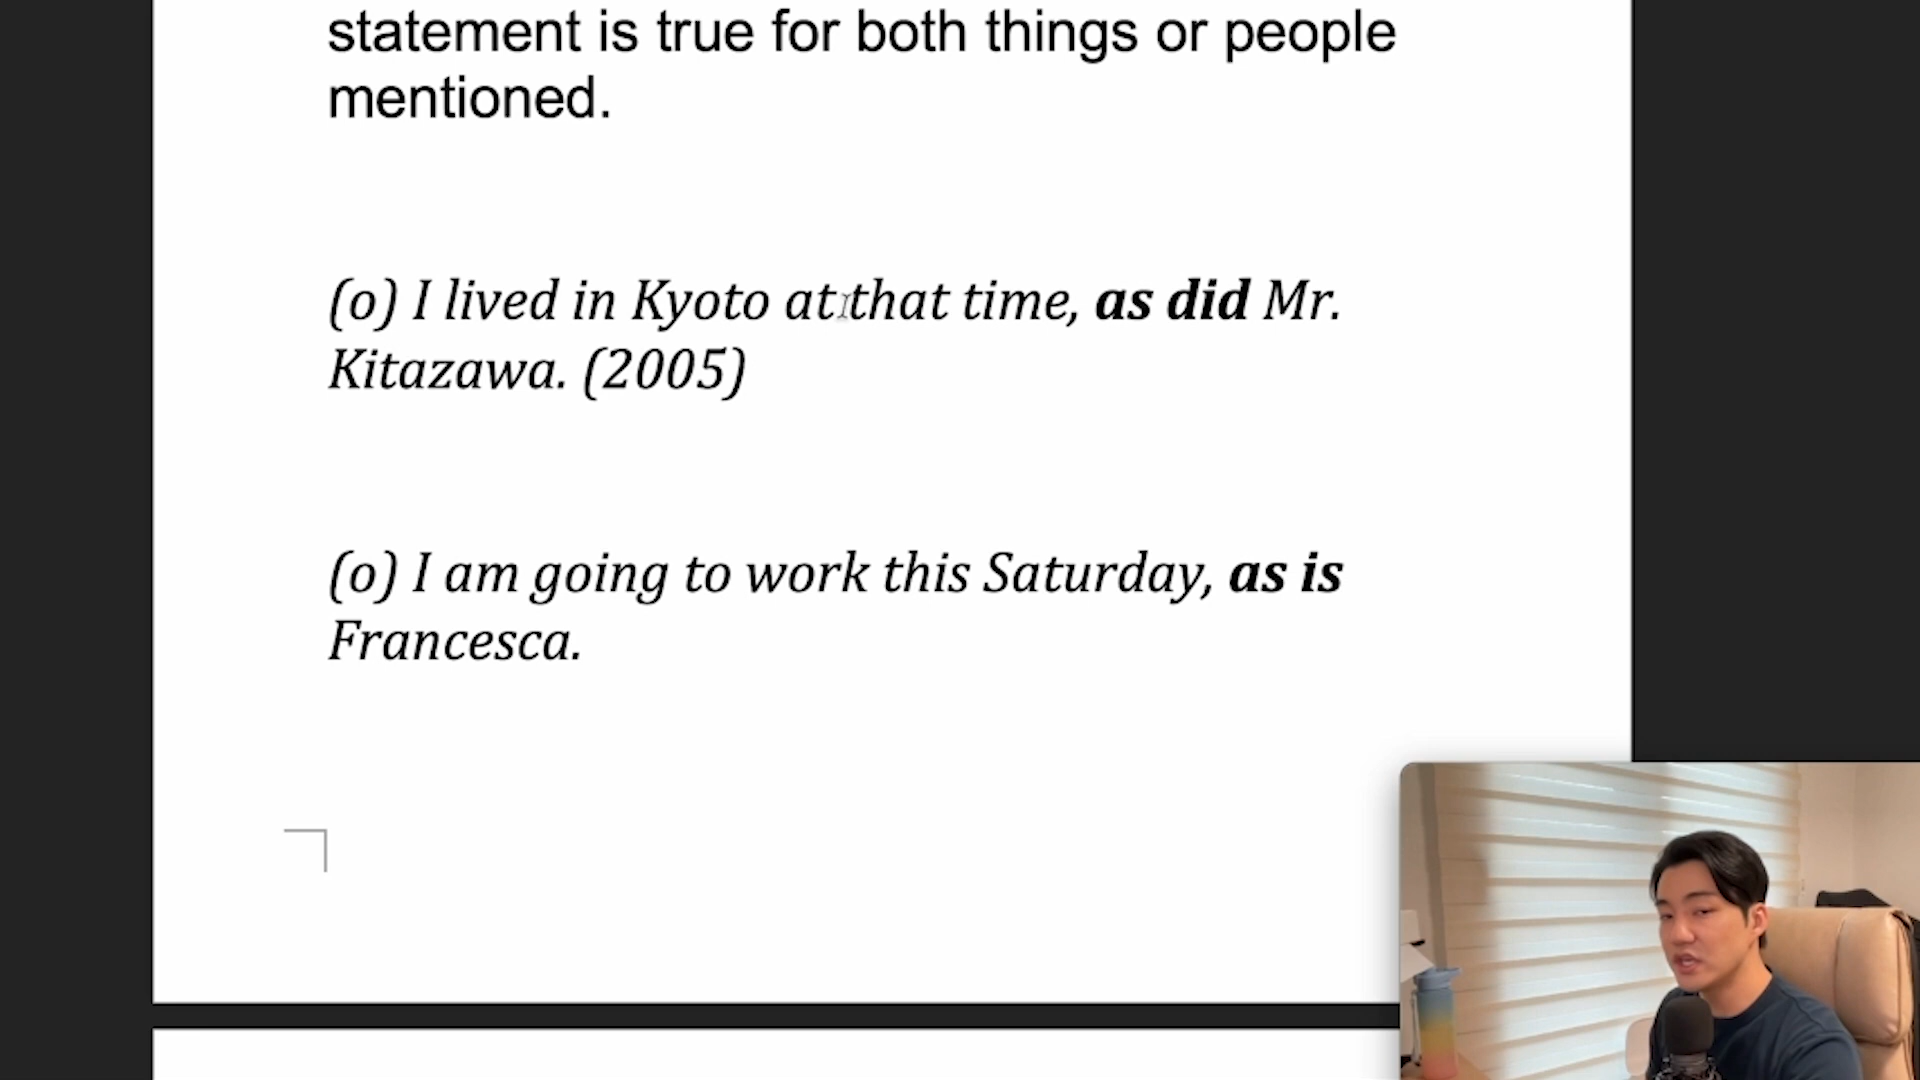 statement is true for both things or people
mentioned.
(o) I lived in Kyoto at that time, as did Mr.
Kitazawa. (2005)
(o) I am going to work this Saturday, as is
Francesca.